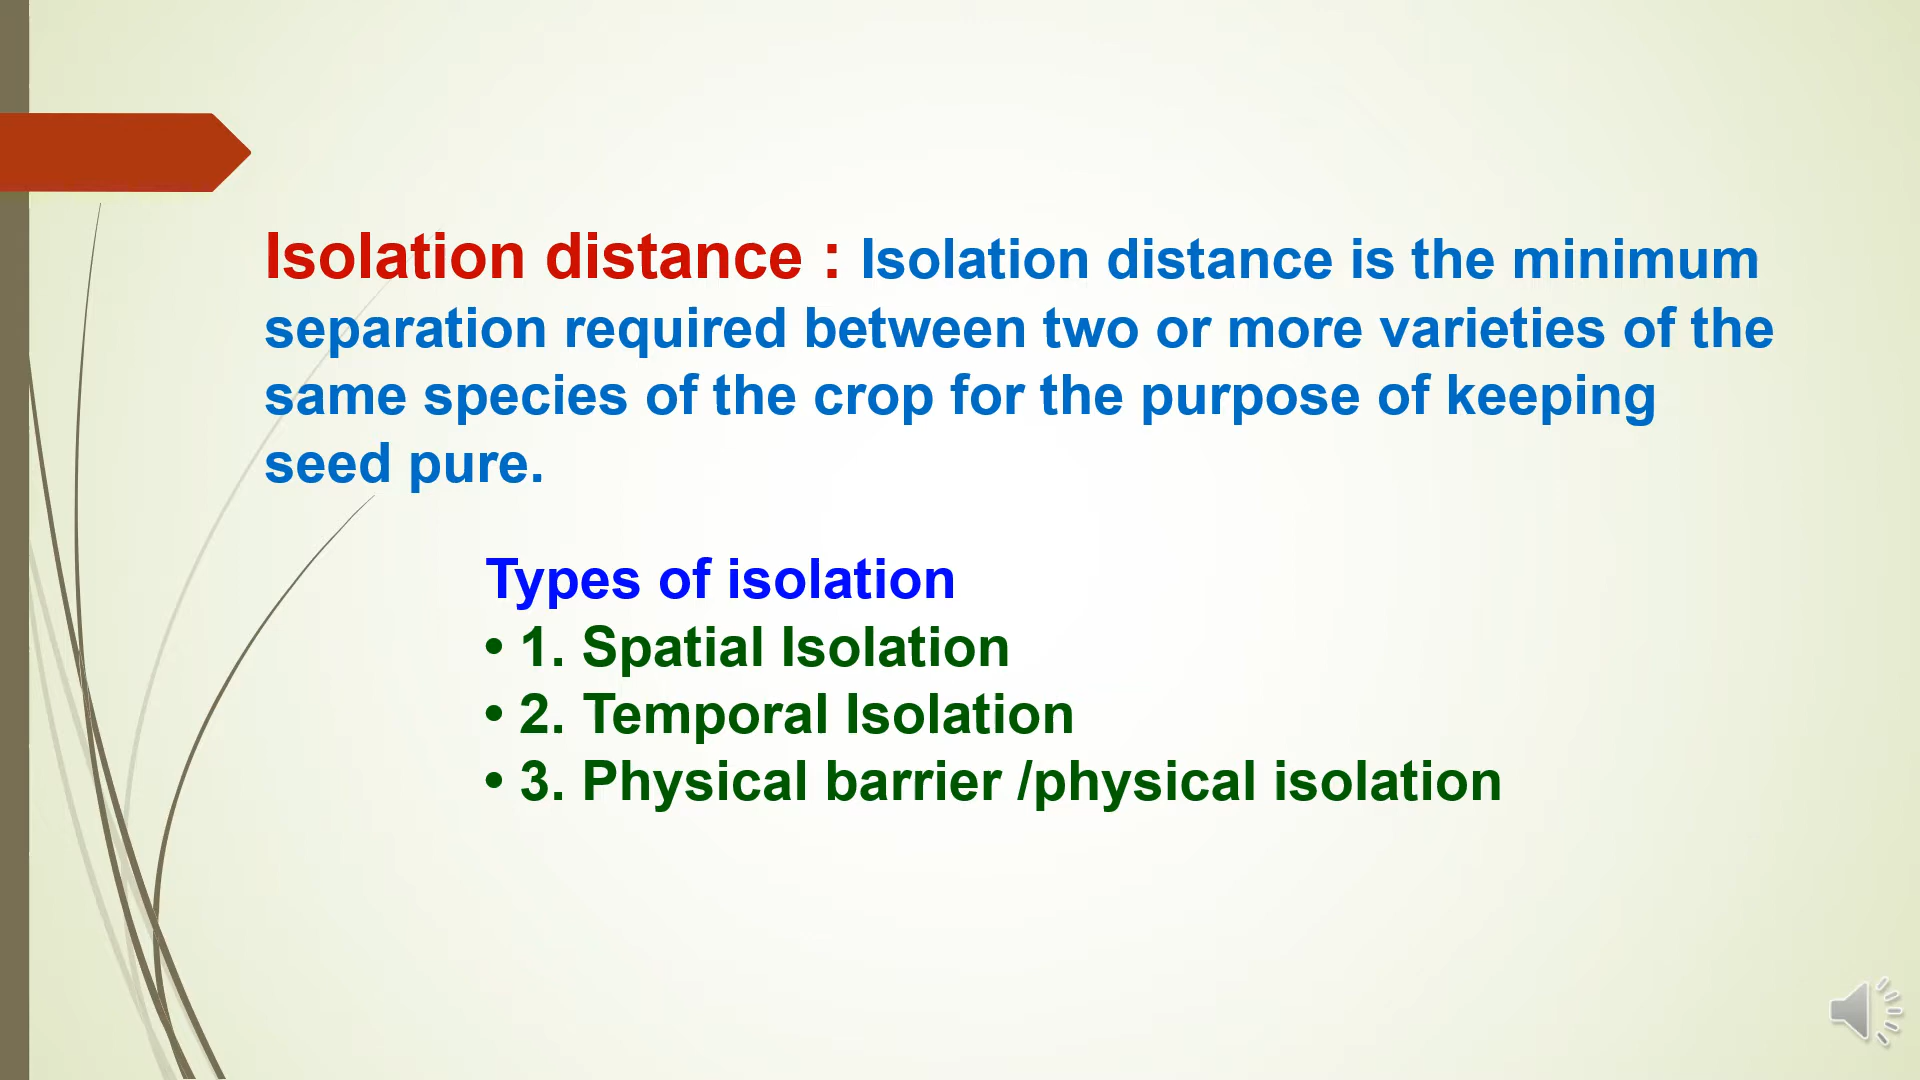 Isolation distance : Isolation distance is the minimum
separation required between two or more varieties of the
same species of the crop for the purpose of keeping
seed pure.
Types of isolation
• 1. Spatial Isolation
• 2. Temporal Isolation
• 3. Physical barrier /physical isolation